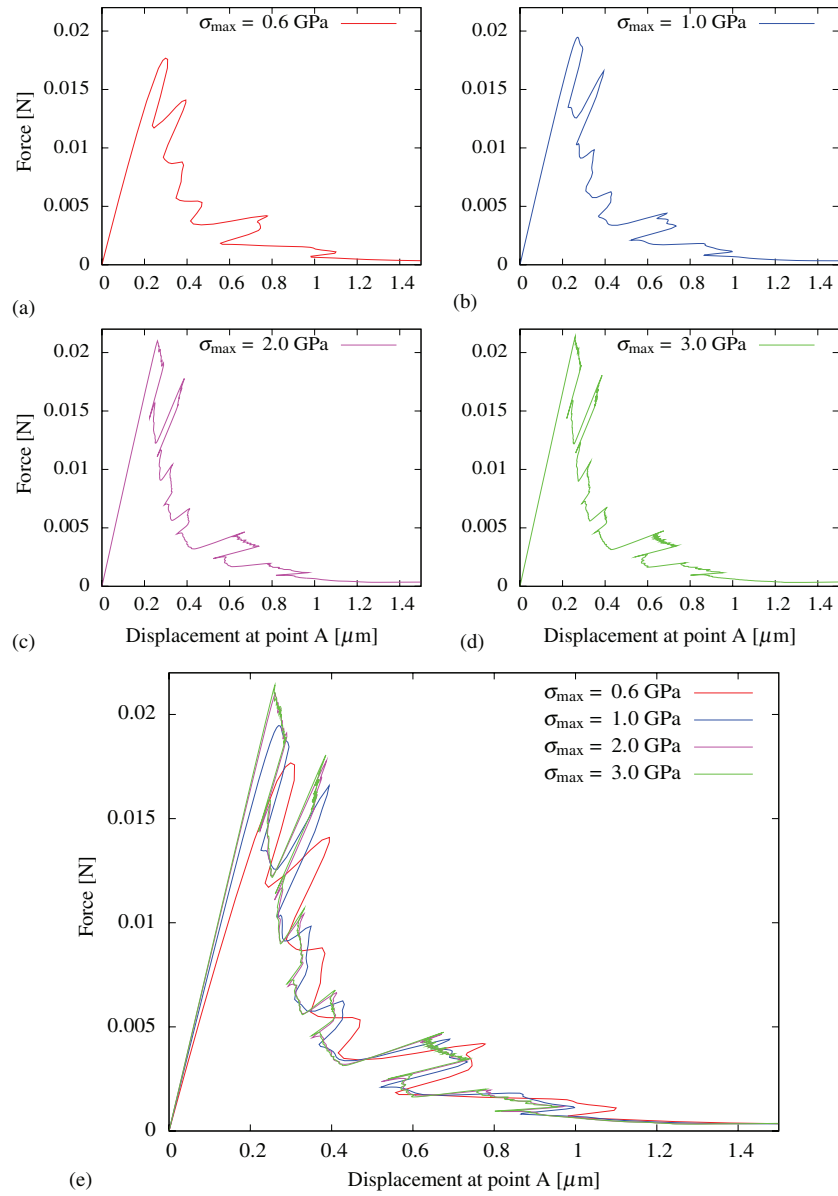 σmax = 0.6 GPa
0.02
0.015
0.01
0.005
0
Force [N]
0 0.2 0.4 0.6 0.8 1 1.2 1.4
(a)
σmax = 1.0 GPa
0.02
0.015
0.01
0.005
0
Force [N]
0 0.2 0.4 0.6 0.8 1 1.2 1.4
(b)
σmax = 2.0 GPa
0.02
0.015
0.01
0.005
0
Force [N]
0 0.2 0.4 0.6 0.8 1 1.2 1.4
(c)
Displacement at point A [μm]
σmax = 3.0 GPa
0.02
0.015
0.01
0.005
0
Force [N]
0 0.2 0.4 0.6 0.8 1 1.2 1.4
(d)
Displacement at point A [μm]
σmax = 0.6 GPa
σmax = 1.0 GPa
σmax = 2.0 GPa
σmax = 3.0 GPa
0.02
0.015
0.01
0.005
0
Force [N]
0 0.2 0.4 0.6 0.8 1.0 1.2 1.4
(e)
Displacement at point A [μm]